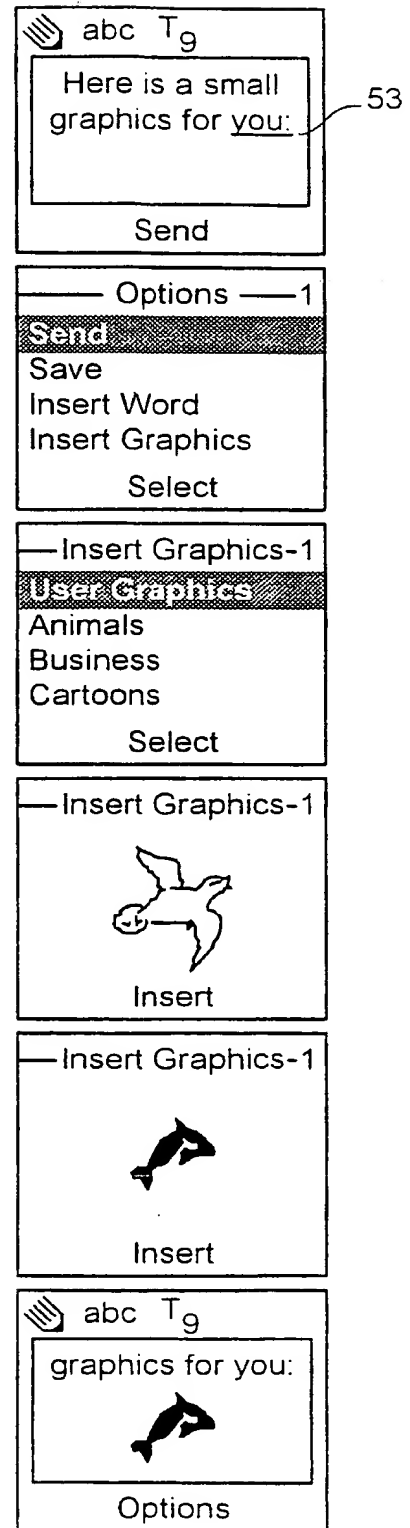 abc T9
Here is a small
graphics for you:
53
Send
Options 1
Send
Save
Insert Word
Insert Graphics
Select
Insert Graphics-1
User Graphics
Animals
Business
Cartoons
Select
Insert Graphics-1
Insert
Insert Graphics-1
Insert
abc T9
graphics for you:
Options